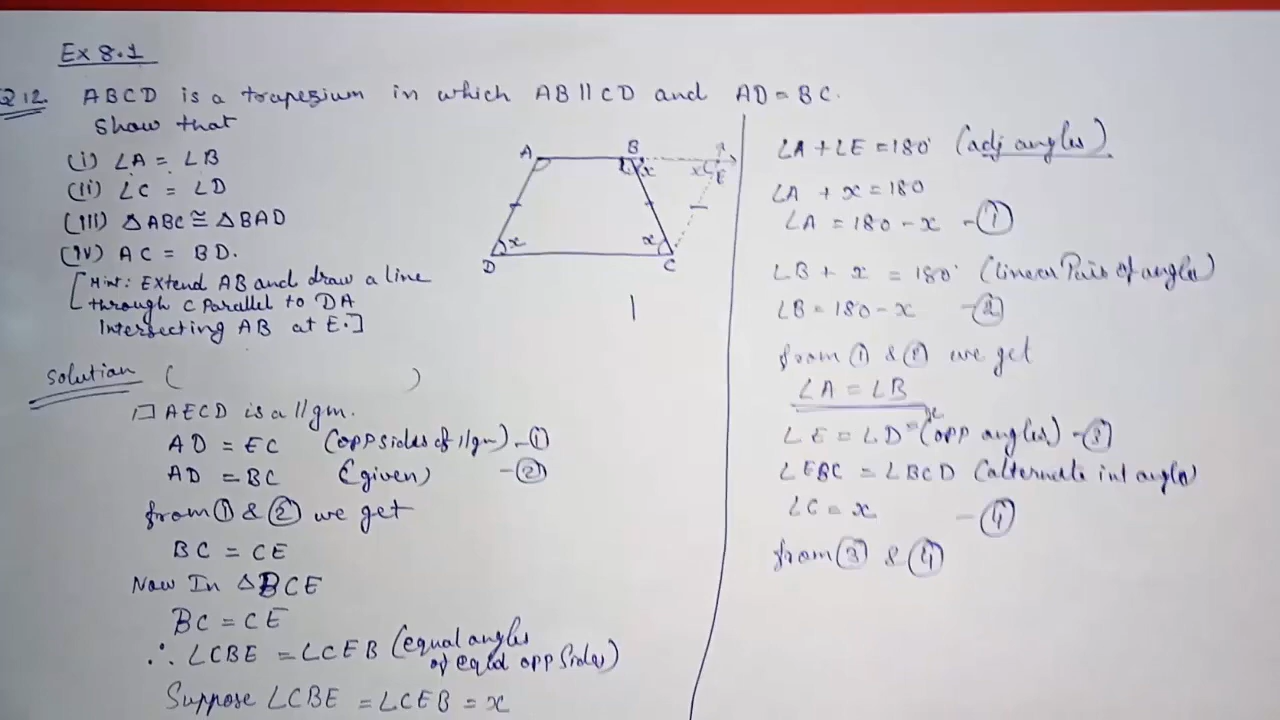 Ex 8.1
Q12. ABCD is a trapezium in which AB || CD and AD = BC.
Show that
(i) ∠A = ∠B
(ii) ∠C = ∠D
(iii) △ABC ≅ △BAD
(iv) AC = BD.
[Hint: Extend AB and draw a line
through C Parallel to DA
Intersecting AB at E.]
A B E
x x
x x
D C
Solution ( )
▱ AECD is a //gm.
AD = EC (opp sides of //gm) -①
AD = BC (given) -②
from ① & ② we get
BC = CE
Now In △BCE
BC = CE
∴ ∠CBE = ∠CEB (equal angles
of eqld opp Sides)
Suppose ∠CBE = ∠CEB = x
∠A + ∠E = 180° (adj angles)
∠A + x = 180
∠A = 180 - x -①
∠B + x = 180° (linear Pair of angles)
∠B = 180 - x -②
from ① & ② we get
∠A = ∠B
∠E = ∠D = x (opp angles) -③
∠EBC = ∠BCD (alternate int angles)
∠C = x -④
from ③ & ④